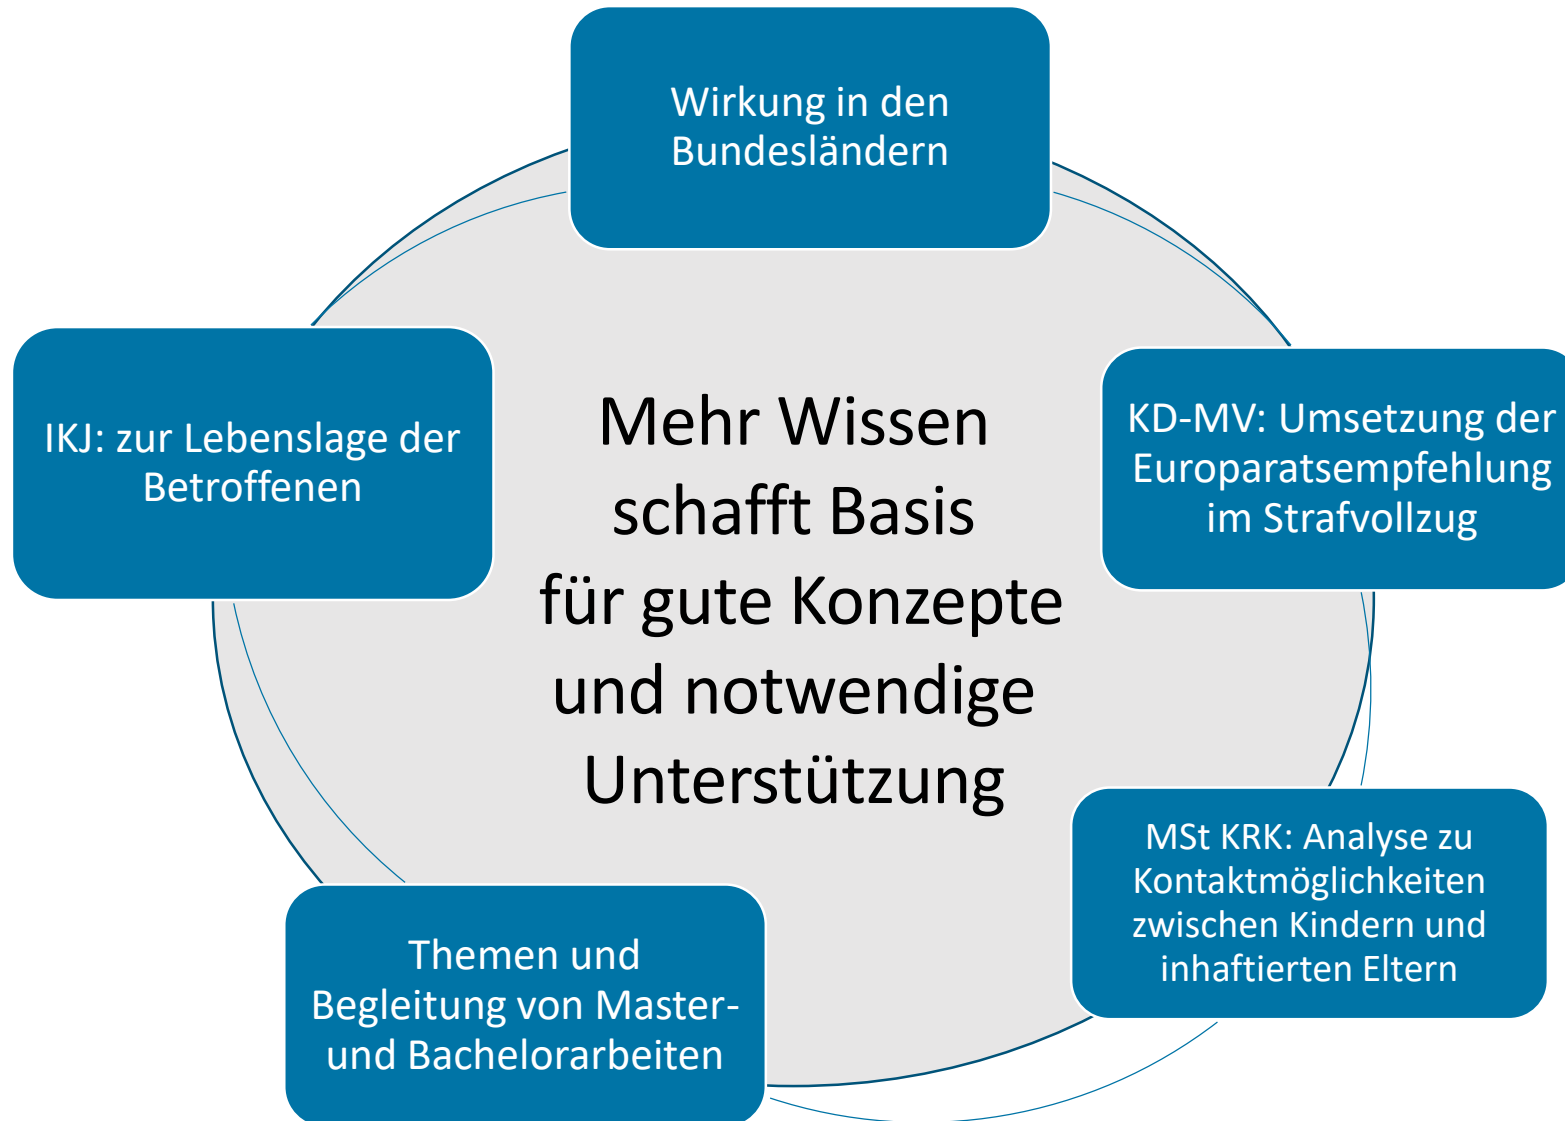 Wirkung in den
Bundesländern
IKJ: zur Lebenslage der
Betroffenen
Mehr Wissen
schafft Basis
für gute Konzepte
und notwendige
Unterstützung
KD-MV: Umsetzung der
Europaratsempfehlung
im Strafvollzug
MSt KRK: Analyse zu
Kontaktmöglichkeiten
zwischen Kindern und
inhaftierten Eltern
Themen und
Begleitung von Master-
und Bachelorarbeiten